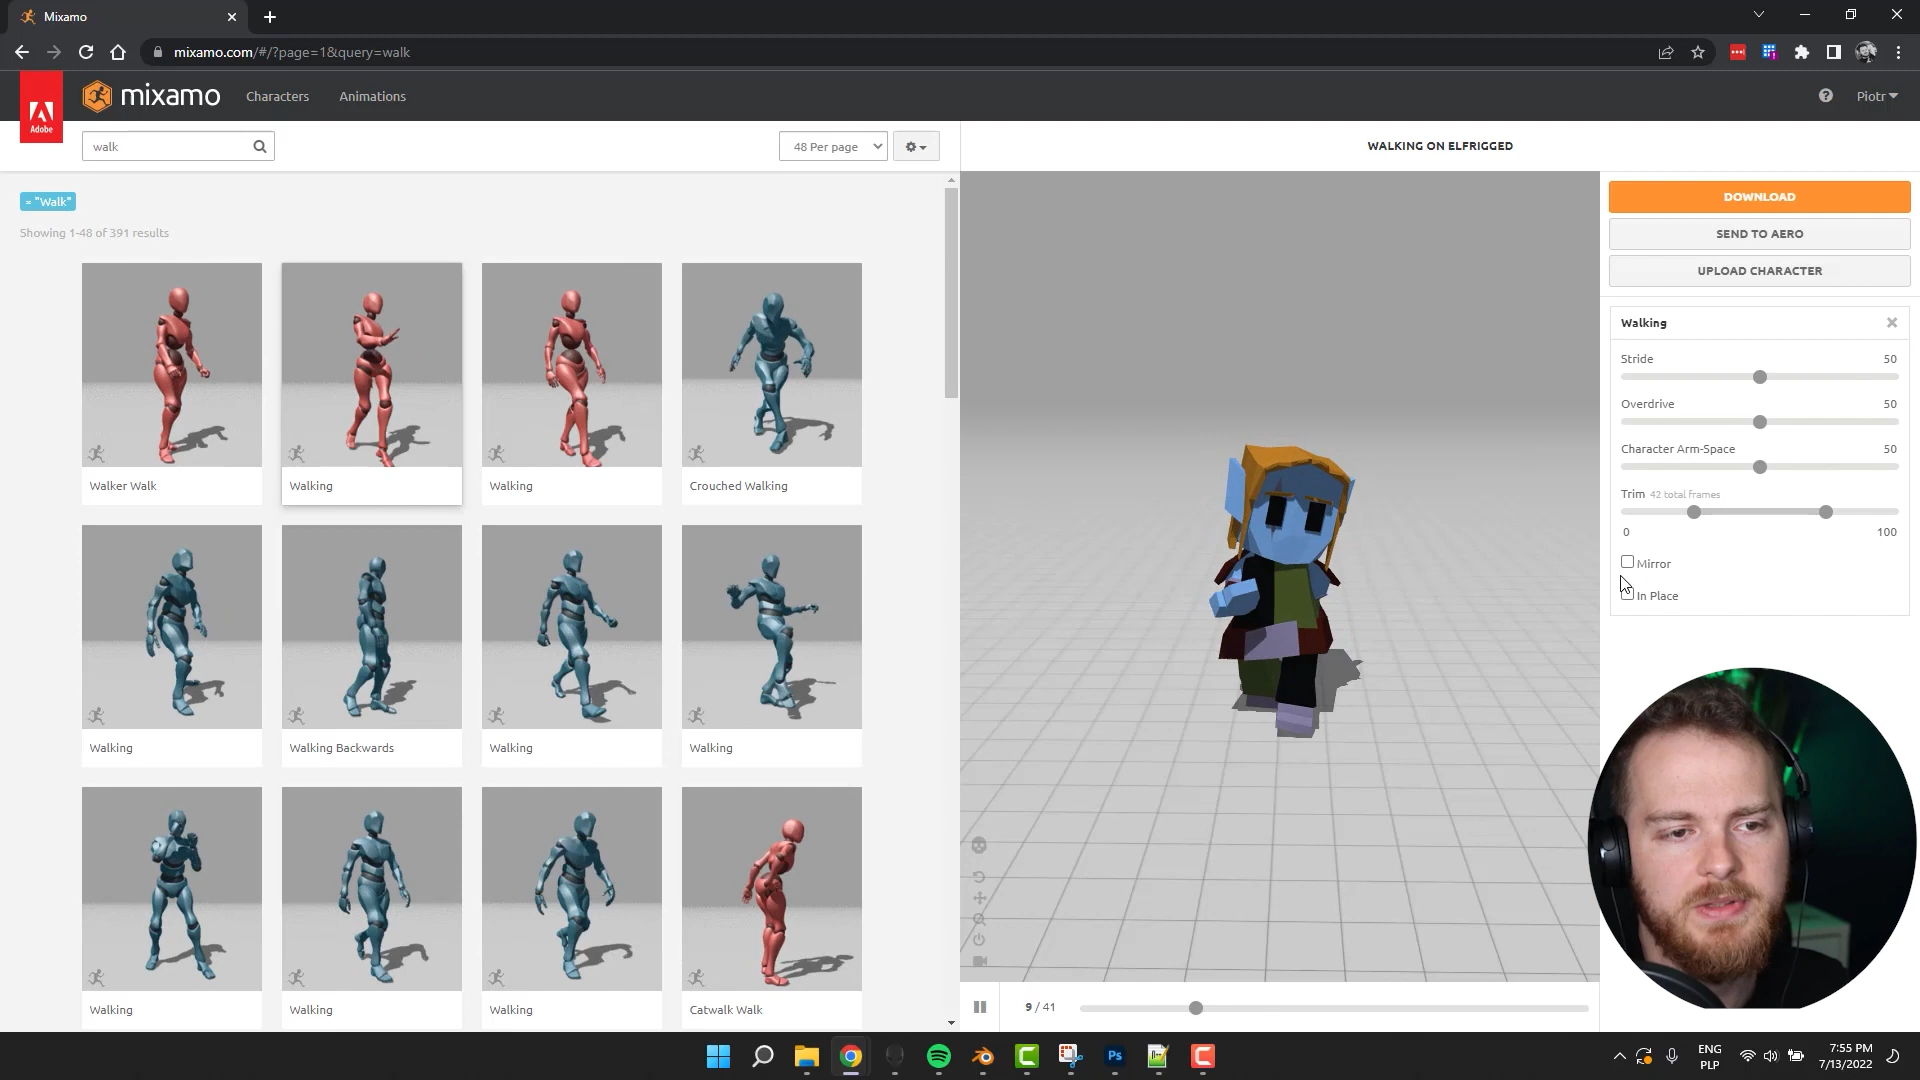 Mixamo
mixamo.com/#/?page=1&query=walk
Adobe
mixamo
Characters
Animations
Piotr
walk
48 Per page
WALKING ON ELFRIGGED
× "Walk"
Showing 1-48 of 391 results
DOWNLOAD
SEND TO AERO
UPLOAD CHARACTER
Walking
Stride 50
Overdrive 50
Character Arm-Space 50
Trim 42 total frames
0 100
Mirror
In Place
Walker Walk
Walking
Walking
Crouched Walking
Walking
Walking Backwards
Walking
Walking
Walking
Walking
Walking
Catwalk Walk
9 / 41
Ps
ENG
PLP
7:55 PM
7/13/2022